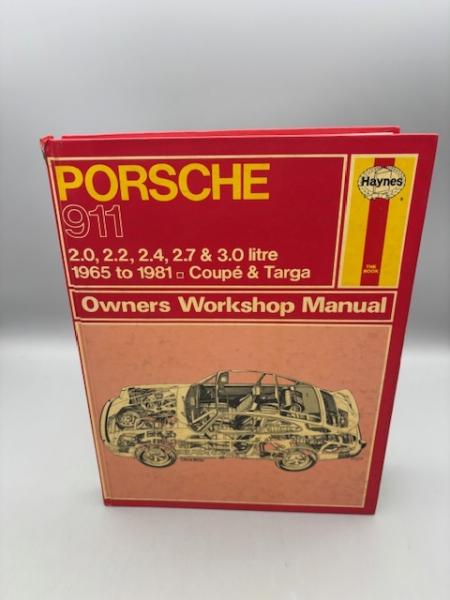 PORSCHE
911
2.0, 2.2, 2.4, 2.7 & 3.0 litre
1965 to 1981 □ Coupé & Targa
Owners Workshop Manual
Haynes
®
THE
BOOK